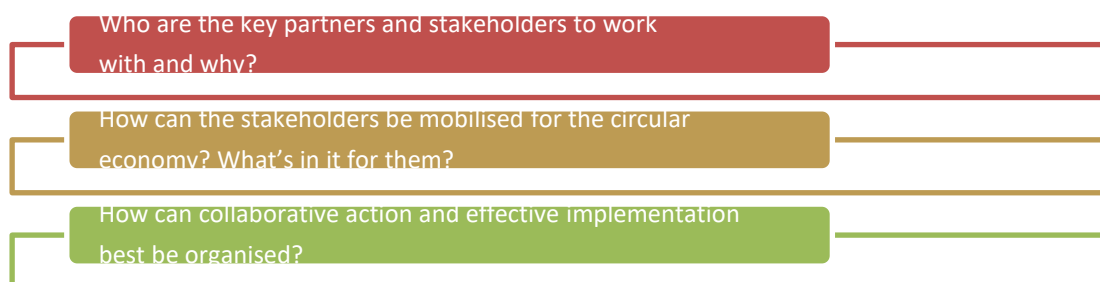 Who are the key partners and stakeholders to work
with and why?
How can the stakeholders be mobilised for the circular
economy? What’s in it for them?
How can collaborative action and effective implementation
best be organised?